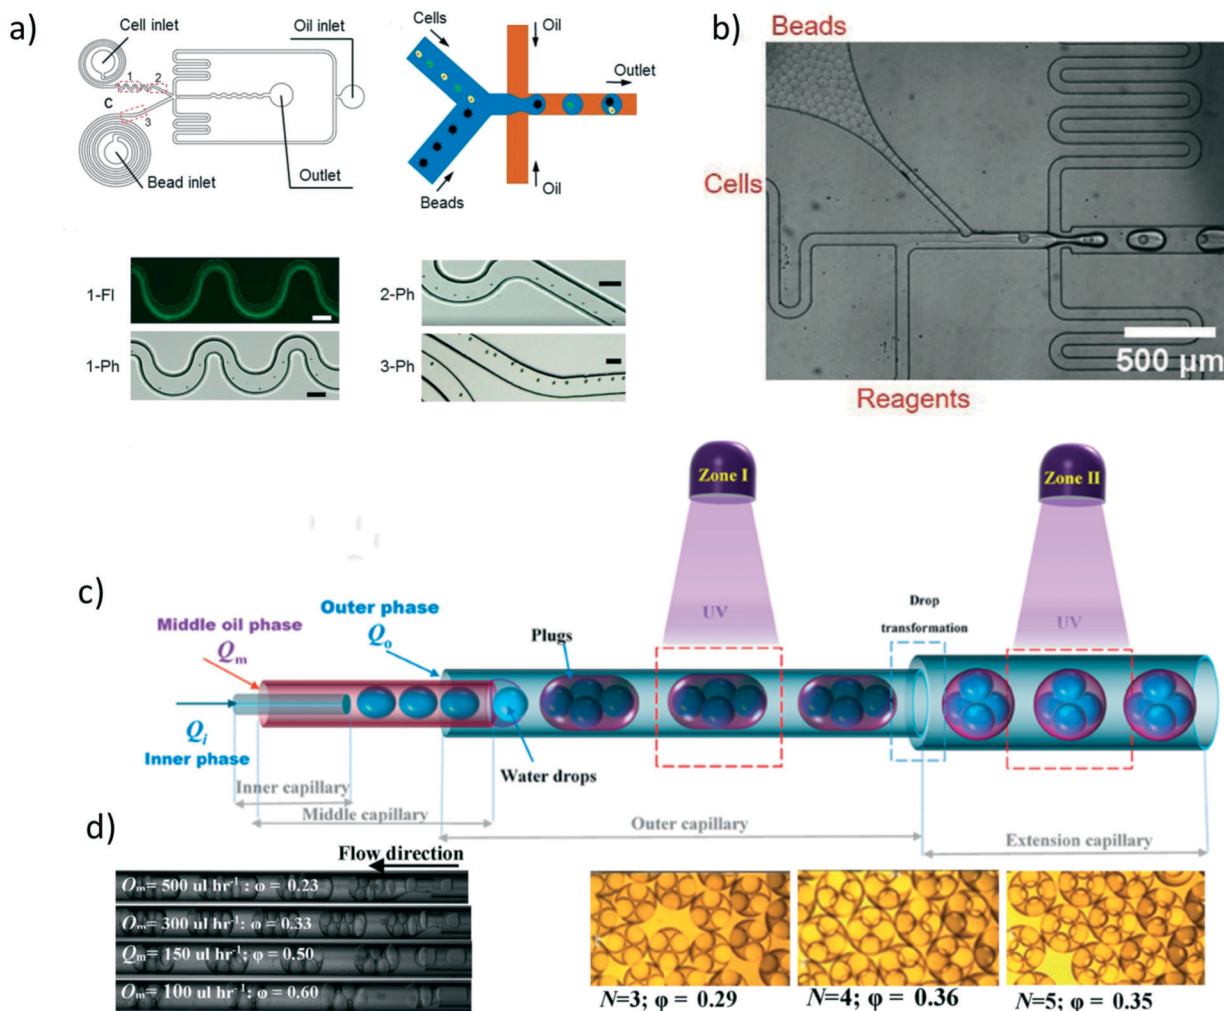 a)
Cell inlet
Oil inlet
1
2
C
3
Bead inlet
Outlet
Cells
Oil
Outlet
Beads
Oil
1-Fl
2-Ph
1-Ph
3-Ph
b)
Beads
Cells
500 µm
Reagents
c)
Zone I
Zone II
UV
UV
Middle oil phase
Qm
Outer phase
Qo
Plugs
Drop
transformation
Qi
Inner phase
Water drops
Inner capillary
Middle capillary
Outer capillary
Extension capillary
d)
Flow direction
Qm= 500 ul hr-1 : φ = 0.23
Qm= 300 ul hr-1; φ = 0.33
Qm= 150 ul hr-1; φ = 0.50
Qm= 100 ul hr-1; φ = 0.60
N=3; φ = 0.29
N=4; φ = 0.36
N=5; φ = 0.35